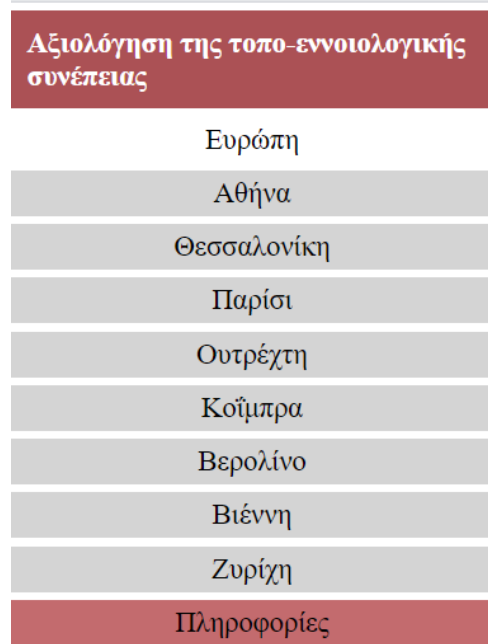 Αξιολόγηση της τοπο-εννοιολογικής
συνέπειας
Ευρώπη
Αθήνα
Θεσσαλονίκη
Παρίσι
Ουτρέχτη
Κοΐμπρα
Βερολίνο
Βιέννη
Ζυρίχη
Πληροφορίες